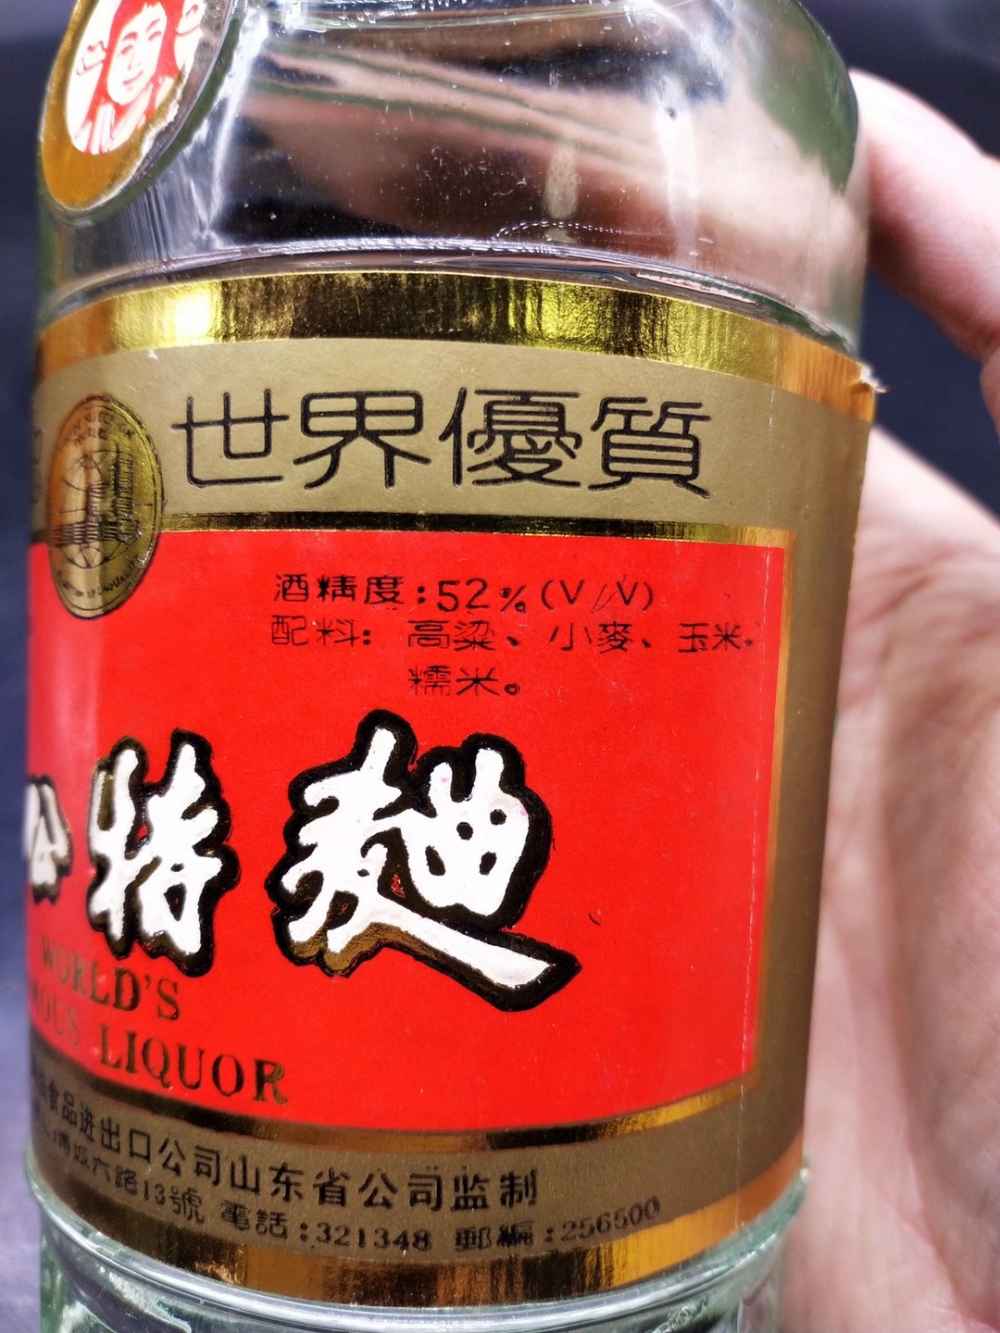 世界優質
酒精度:52%(V/V)
配料: 高粱、小麥、玉米、
糯米。
公特麯
WORLD'S
LIQUOR
食品进出口公司山东省公司监制
六路13號 電話:321348 郵編:256500